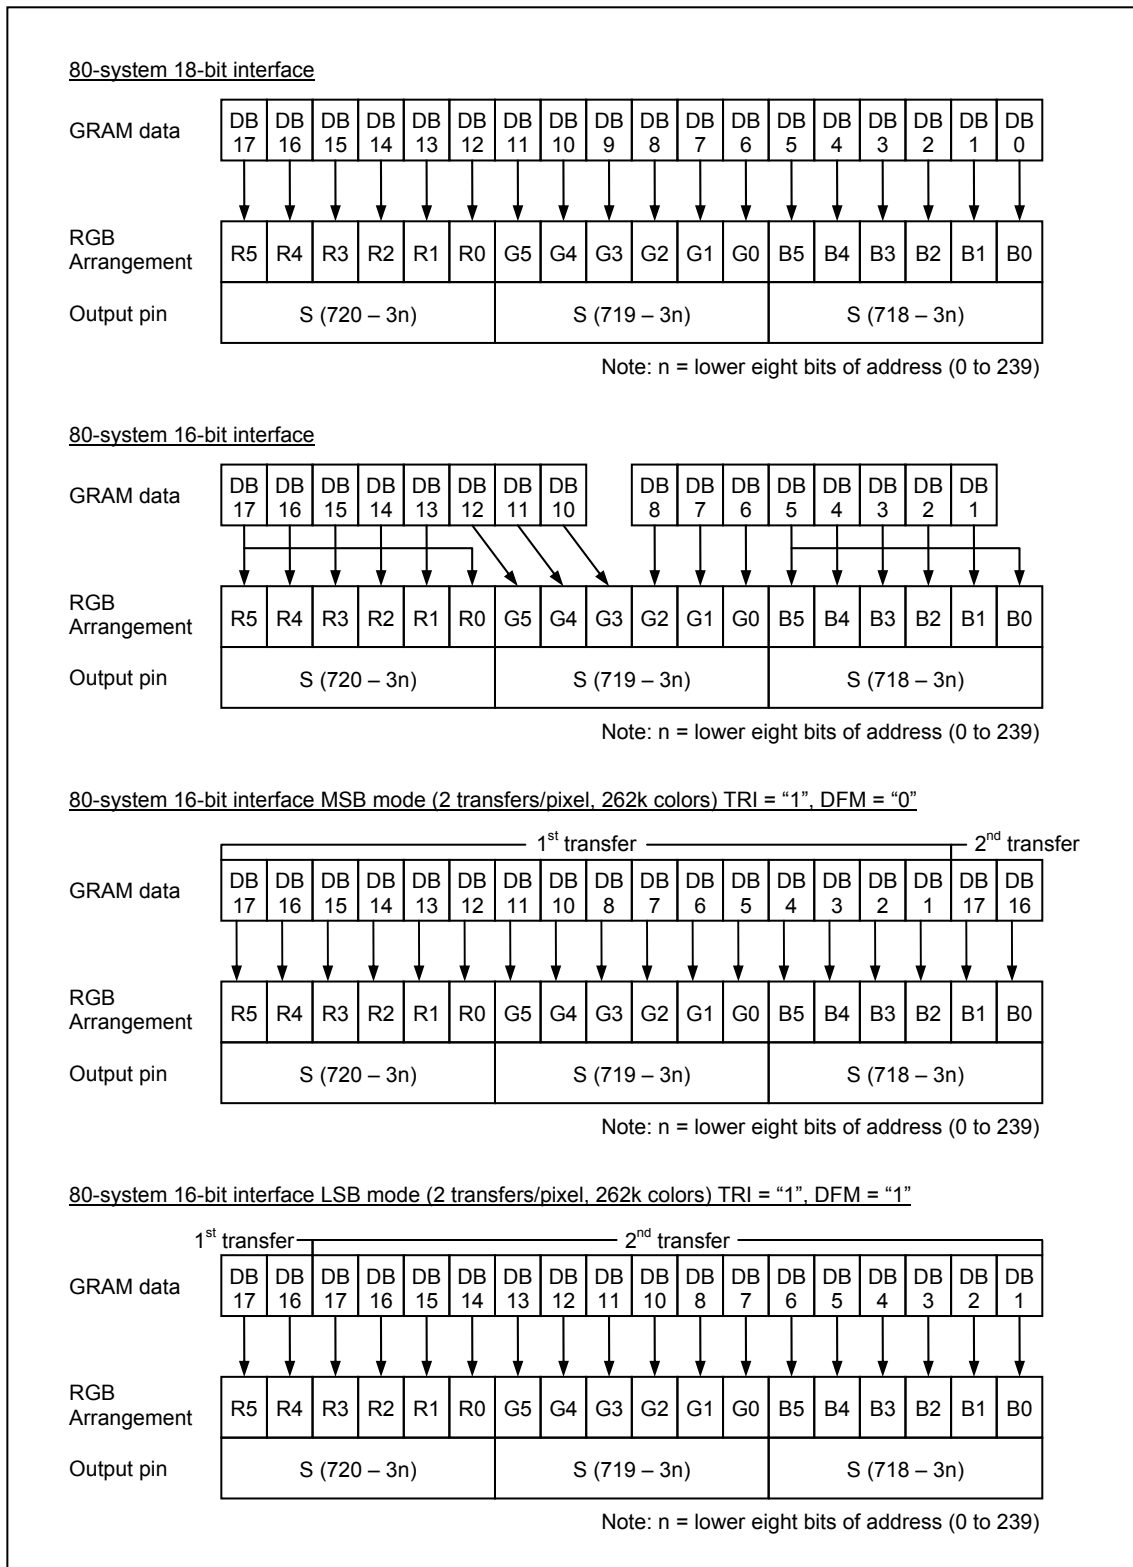 80-system 18-bit interface
GRAM data DB 17 DB 16 DB 15 DB 14 DB 13 DB 12 DB 11 DB 10 DB 9 DB 8 DB 7 DB 6 DB 5 DB 4 DB 3 DB 2 DB 1 DB 0
RGB Arrangement R5 R4 R3 R2 R1 R0 G5 G4 G3 G2 G1 G0 B5 B4 B3 B2 B1 B0
Output pin S (720 – 3n) S (719 – 3n) S (718 – 3n)
Note: n = lower eight bits of address (0 to 239)
80-system 16-bit interface
GRAM data DB 17 DB 16 DB 15 DB 14 DB 13 DB 12 DB 11 DB 10 DB 8 DB 7 DB 6 DB 5 DB 4 DB 3 DB 2 DB 1
RGB Arrangement R5 R4 R3 R2 R1 R0 G5 G4 G3 G2 G1 G0 B5 B4 B3 B2 B1 B0
Output pin S (720 – 3n) S (719 – 3n) S (718 – 3n)
Note: n = lower eight bits of address (0 to 239)
80-system 16-bit interface MSB mode (2 transfers/pixel, 262k colors) TRI = “1”, DFM = “0”
1st transfer 2nd transfer
GRAM data DB 17 DB 16 DB 15 DB 14 DB 13 DB 12 DB 11 DB 10 DB 8 DB 7 DB 6 DB 5 DB 4 DB 3 DB 2 DB 1 DB 17 DB 16
RGB Arrangement R5 R4 R3 R2 R1 R0 G5 G4 G3 G2 G1 G0 B5 B4 B3 B2 B1 B0
Output pin S (720 – 3n) S (719 – 3n) S (718 – 3n)
Note: n = lower eight bits of address (0 to 239)
80-system 16-bit interface LSB mode (2 transfers/pixel, 262k colors) TRI = “1”, DFM = “1”
1st transfer 2nd transfer
GRAM data DB 17 DB 16 DB 17 DB 16 DB 15 DB 14 DB 13 DB 12 DB 11 DB 10 DB 8 DB 7 DB 6 DB 5 DB 4 DB 3 DB 2 DB 1
RGB Arrangement R5 R4 R3 R2 R1 R0 G5 G4 G3 G2 G1 G0 B5 B4 B3 B2 B1 B0
Output pin S (720 – 3n) S (719 – 3n) S (718 – 3n)
Note: n = lower eight bits of address (0 to 239)